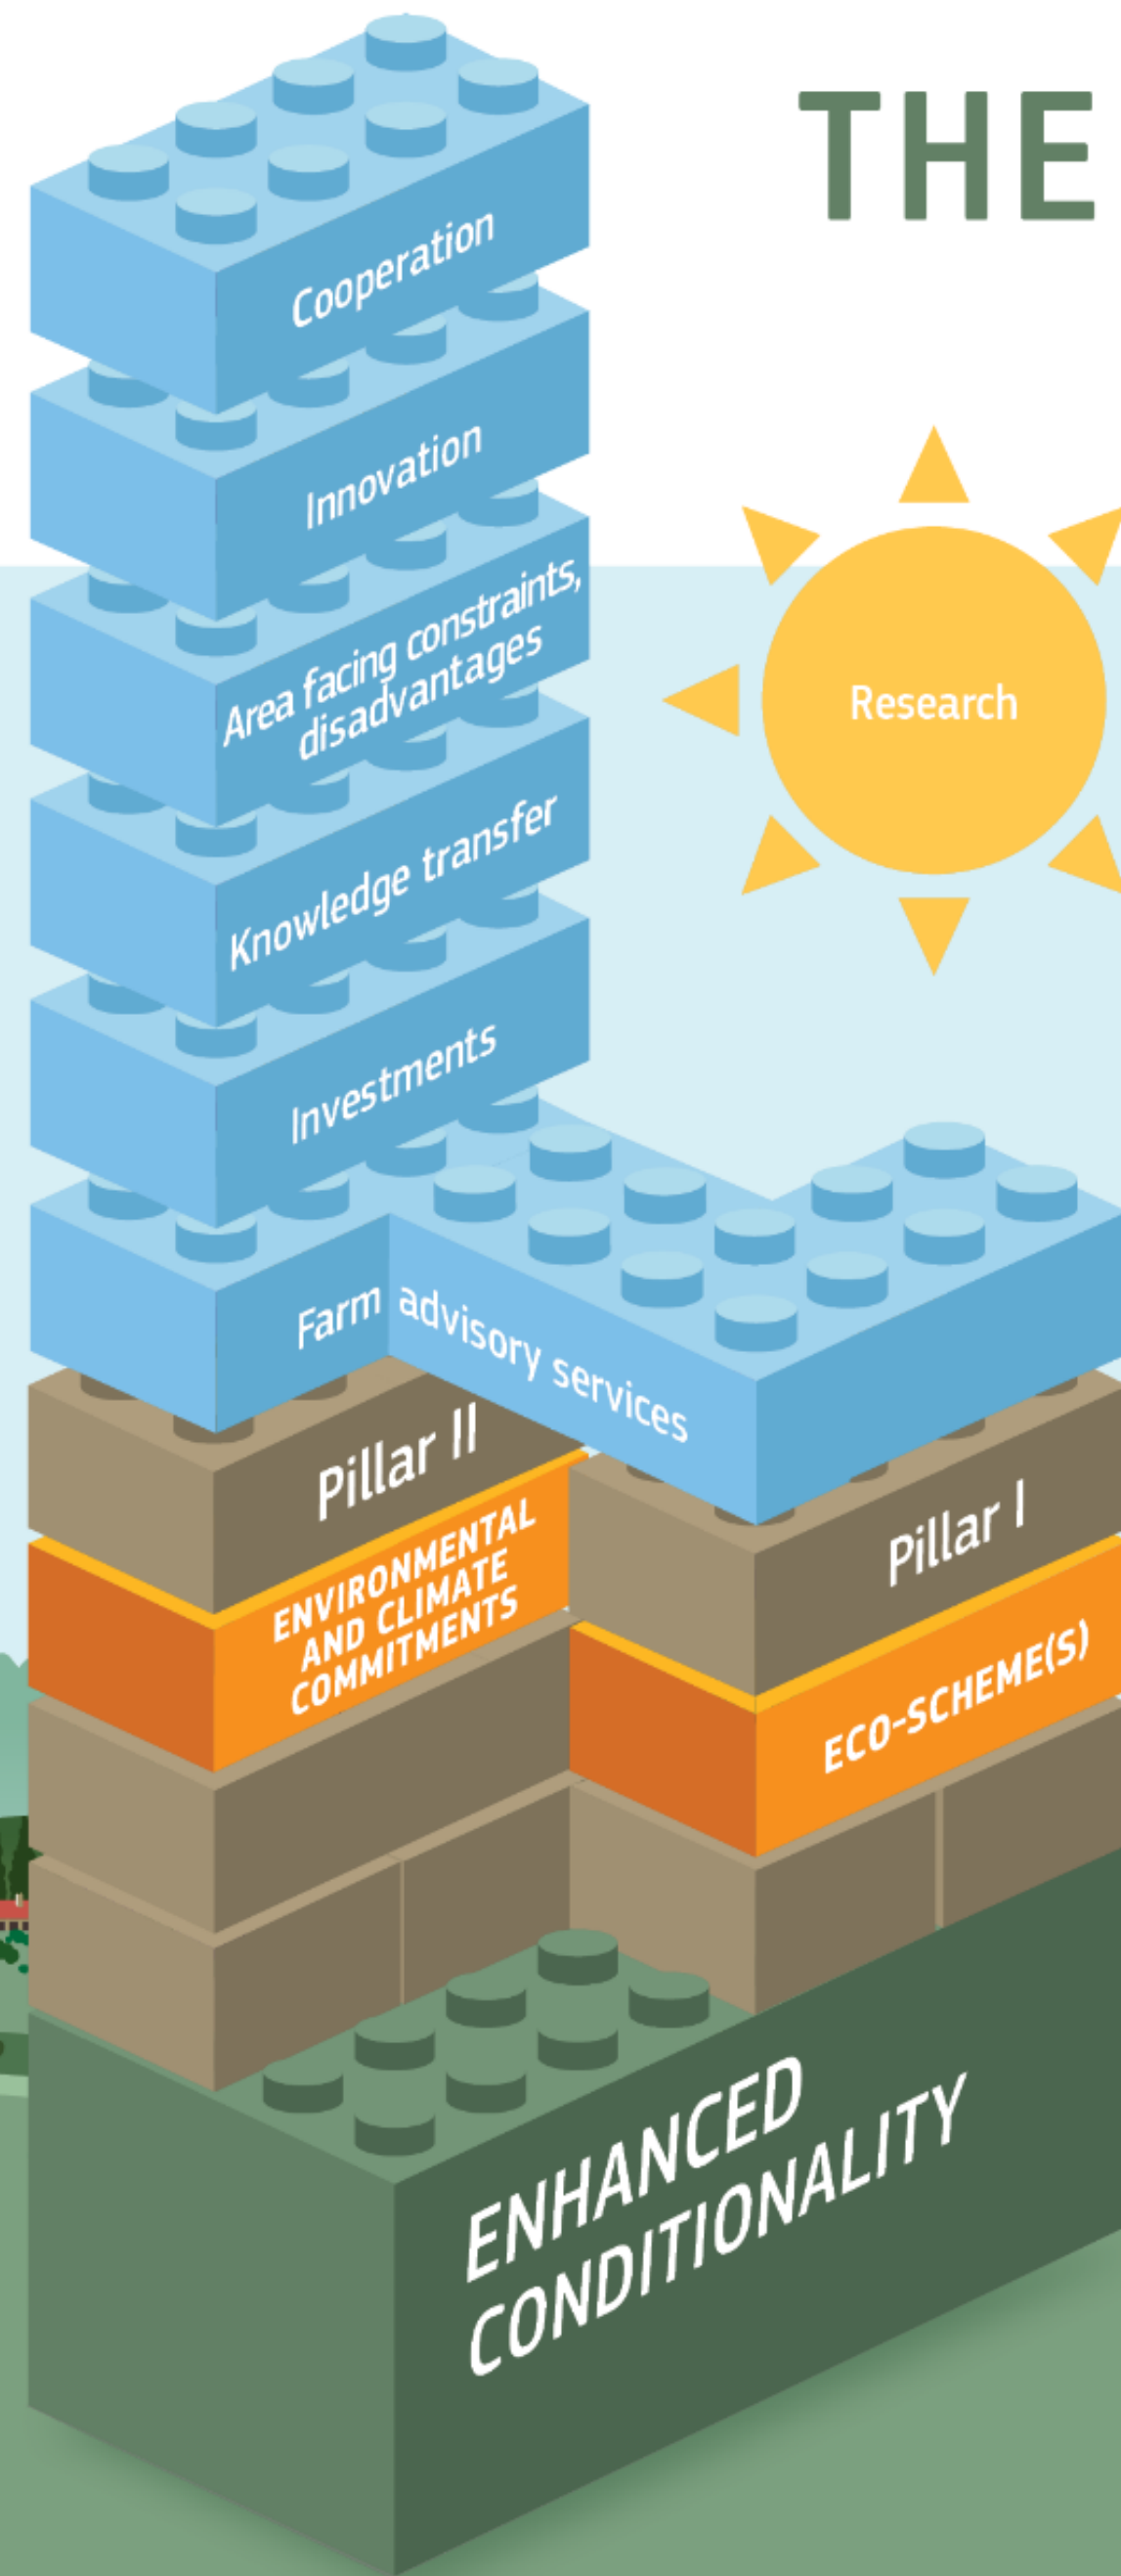 THE
Cooperation
Innovation
Area facing constraints,
disadvantages
Research
Knowledge transfer
Investments
Farm advisory services
Pillar II
Pillar I
ENVIRONMENTAL
AND CLIMATE
COMMITMENTS
ECO-SCHEME(S)
ENHANCED
CONDITIONALITY